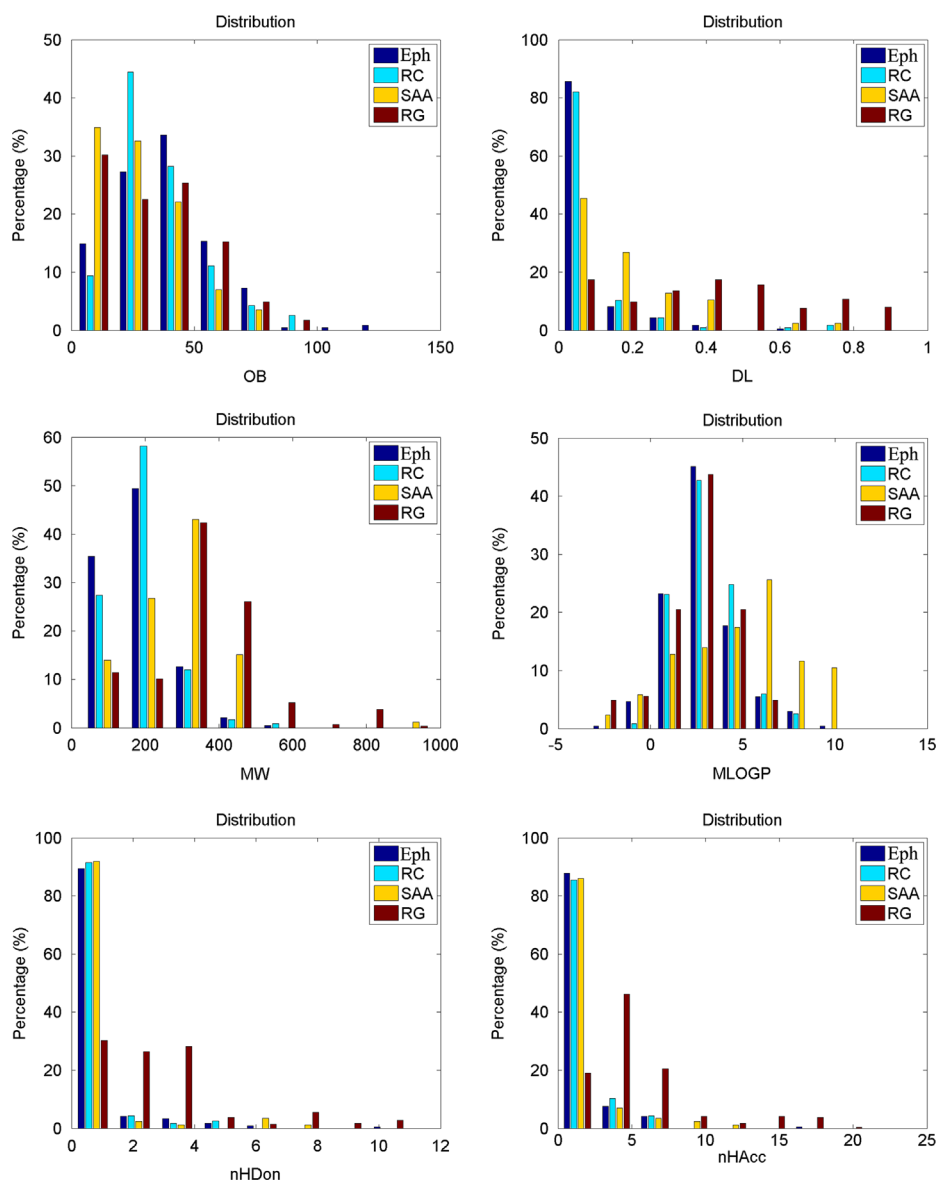 Distribution
50
40
30
20
10
0
Percentage (%)
Eph
RC
SAA
RG
0 50 100 150
OB
Distribution
100
80
60
40
20
0
Percentage (%)
Eph
RC
SAA
RG
0 0.2 0.4 0.6 0.8 1
DL
Distribution
60
50
40
30
20
10
0
Percentage (%)
Eph
RC
SAA
RG
0 200 400 600 800 1000
MW
Distribution
50
40
30
20
10
0
Percentage (%)
Eph
RC
SAA
RG
-5 0 5 10 15
MLOGP
Distribution
100
80
60
40
20
0
Percentage (%)
Eph
RC
SAA
RG
0 2 4 6 8 10 12
nHDon
Distribution
100
80
60
40
20
0
Percentage (%)
Eph
RC
SAA
RG
0 5 10 15 20 25
nHAcc